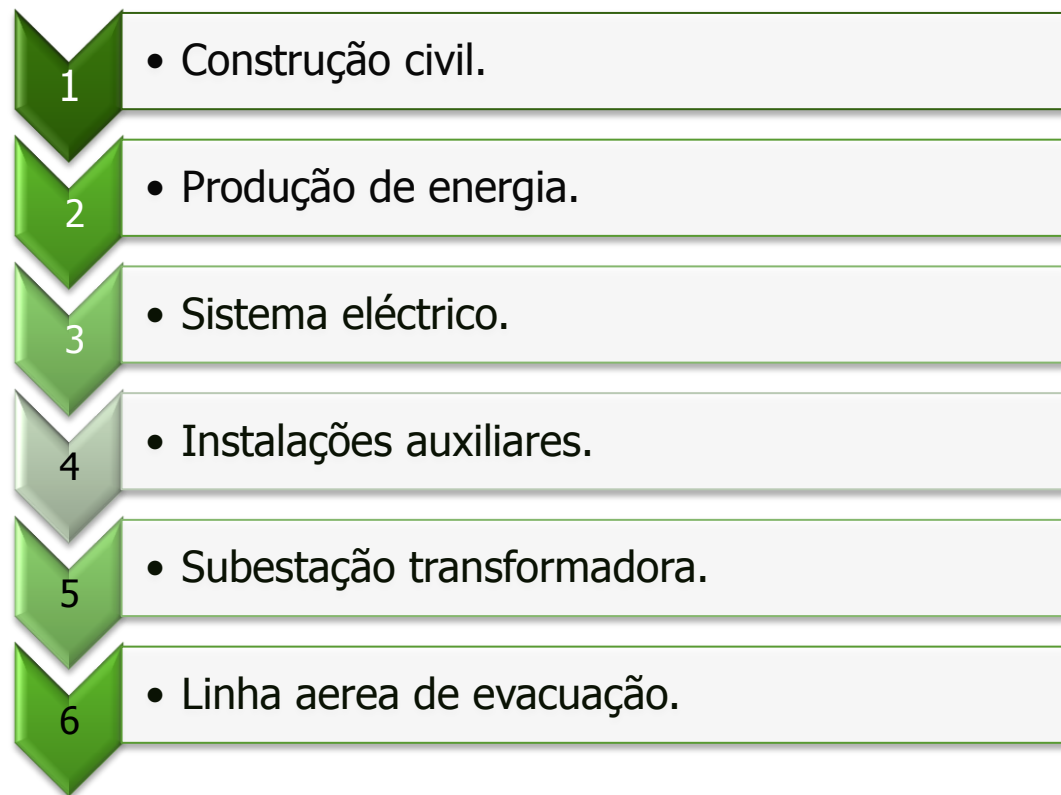 1
• Construção civil.
2
• Produção de energia.
3
• Sistema eléctrico.
4
• Instalações auxiliares.
5
• Subestação transformadora.
6
• Linha aerea de evacuação.